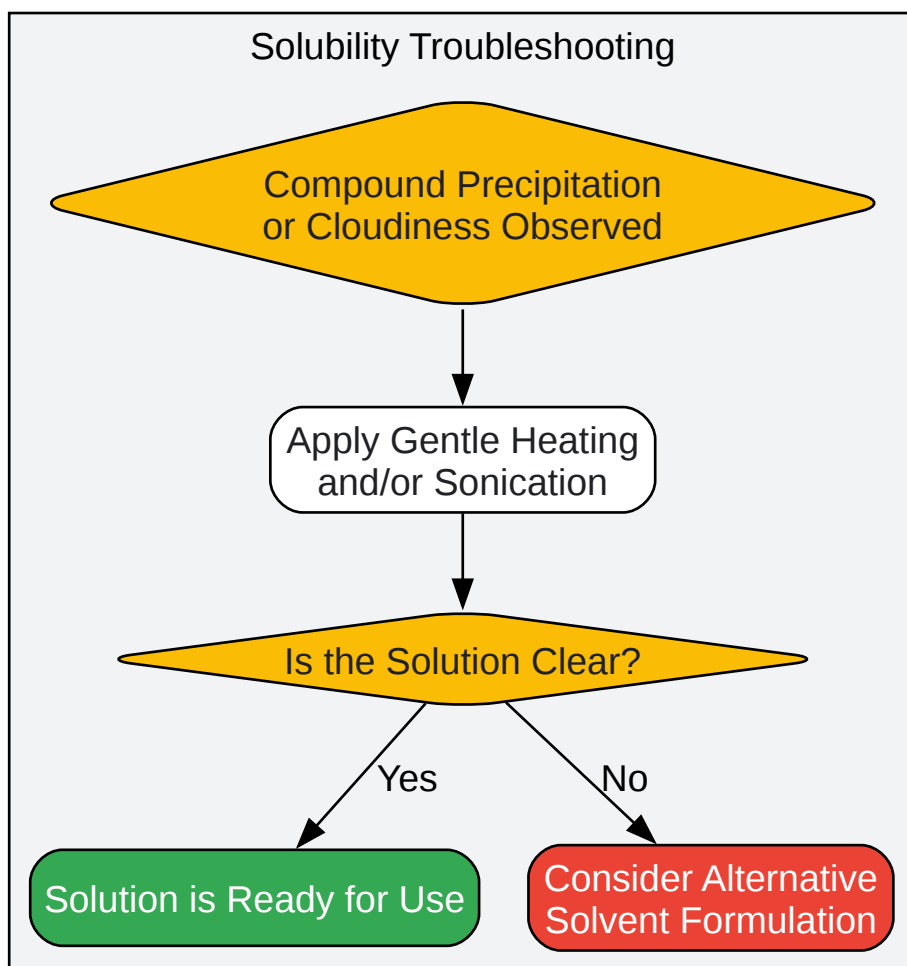 Solubility Troubleshooting
Compound Precipitation
or Cloudiness Observed
Apply Gentle Heating
and/or Sonication
Is the Solution Clear?
Yes
No
Solution is Ready for Use
Consider Alternative
Solvent Formulation